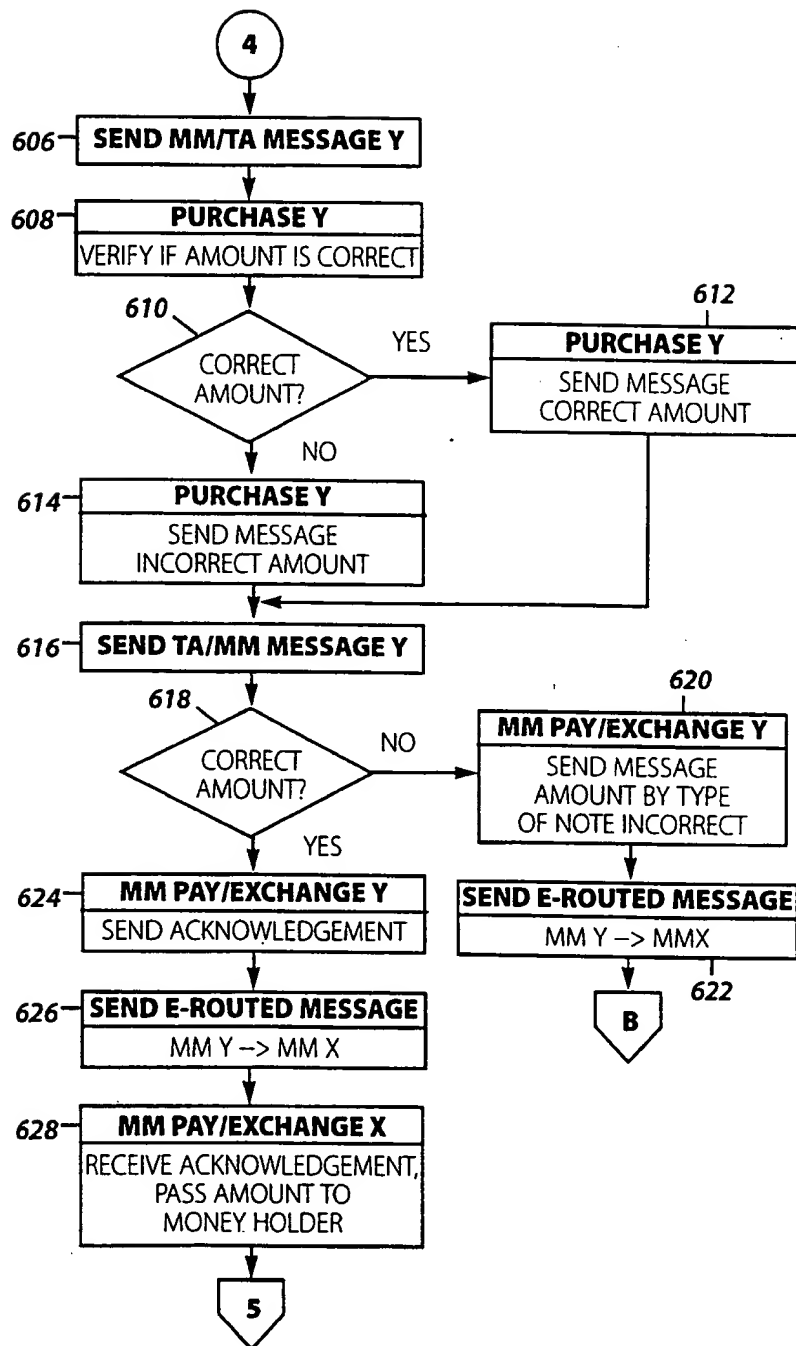 4
606
SEND MM/TA MESSAGE Y
608
PURCHASE Y
VERIFY IF AMOUNT IS CORRECT
610
CORRECT
AMOUNT?
YES
612
PURCHASE Y
SEND MESSAGE
CORRECT AMOUNT
NO
614
PURCHASE Y
SEND MESSAGE
INCORRECT AMOUNT
616
SEND TA/MM MESSAGE Y
618
CORRECT
AMOUNT?
NO
620
MM PAY/EXCHANGE Y
SEND MESSAGE
AMOUNT BY TYPE
OF NOTE INCORRECT
SEND E-ROUTED MESSAGE
MM Y –> MMX
622
B
YES
624
MM PAY/EXCHANGE Y
SEND ACKNOWLEDGEMENT
626
SEND E-ROUTED MESSAGE
MM Y –> MM X
628
MM PAY/EXCHANGE X
RECEIVE ACKNOWLEDGEMENT,
PASS AMOUNT TO
MONEY HOLDER
5